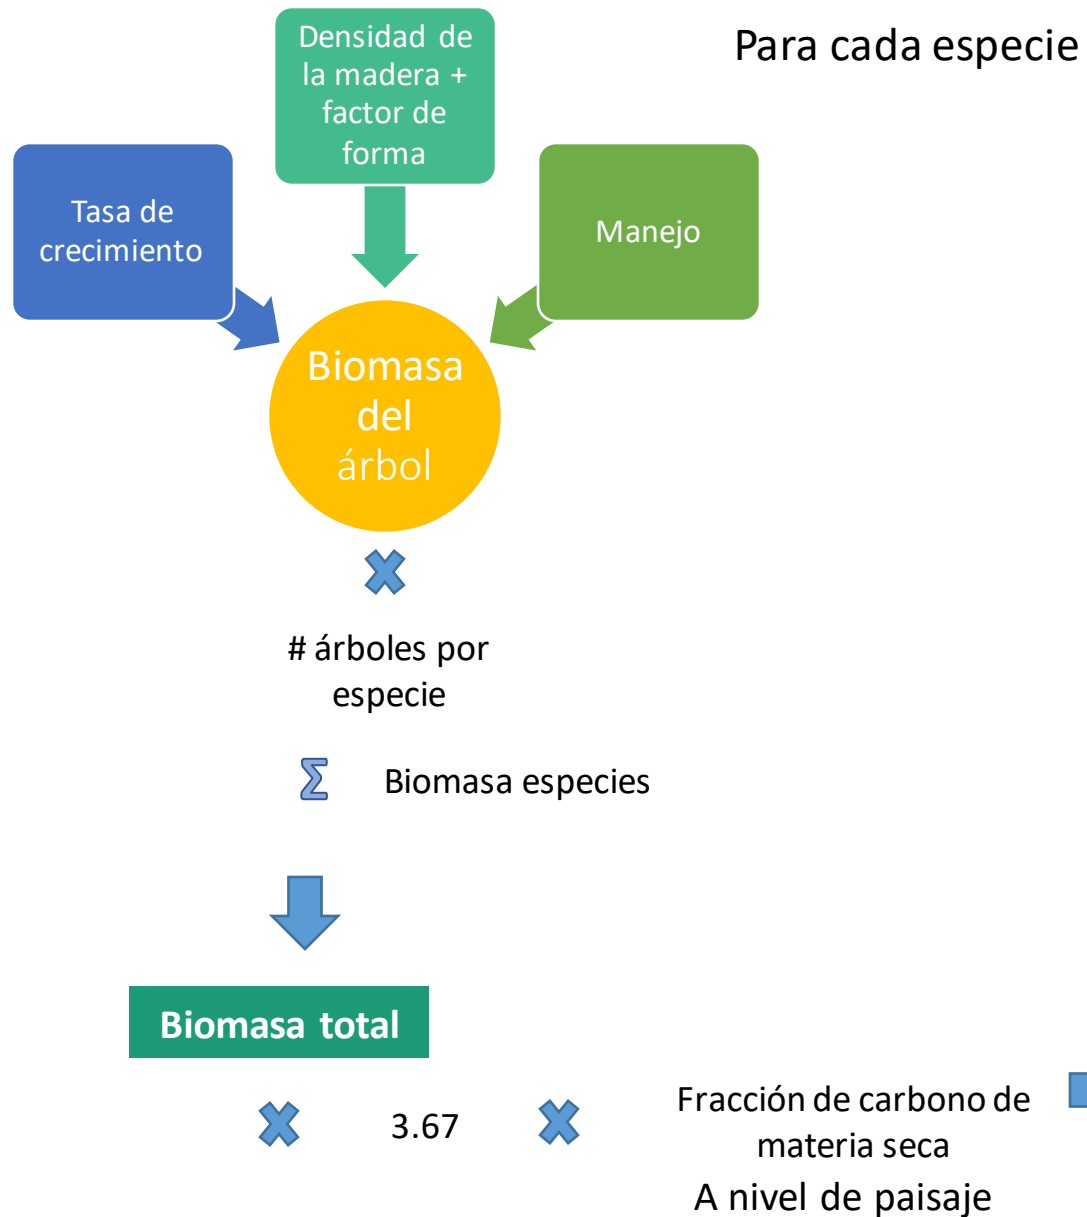 Para cada especie
Densidad de
la madera +
factor de
forma
Tasa de
crecimiento
Manejo
Biomasa
del
árbol
# árboles por
especie
Σ Biomasa especies
Biomasa total
3.67
Fracción de carbono de
materia seca
A nivel de paisaje